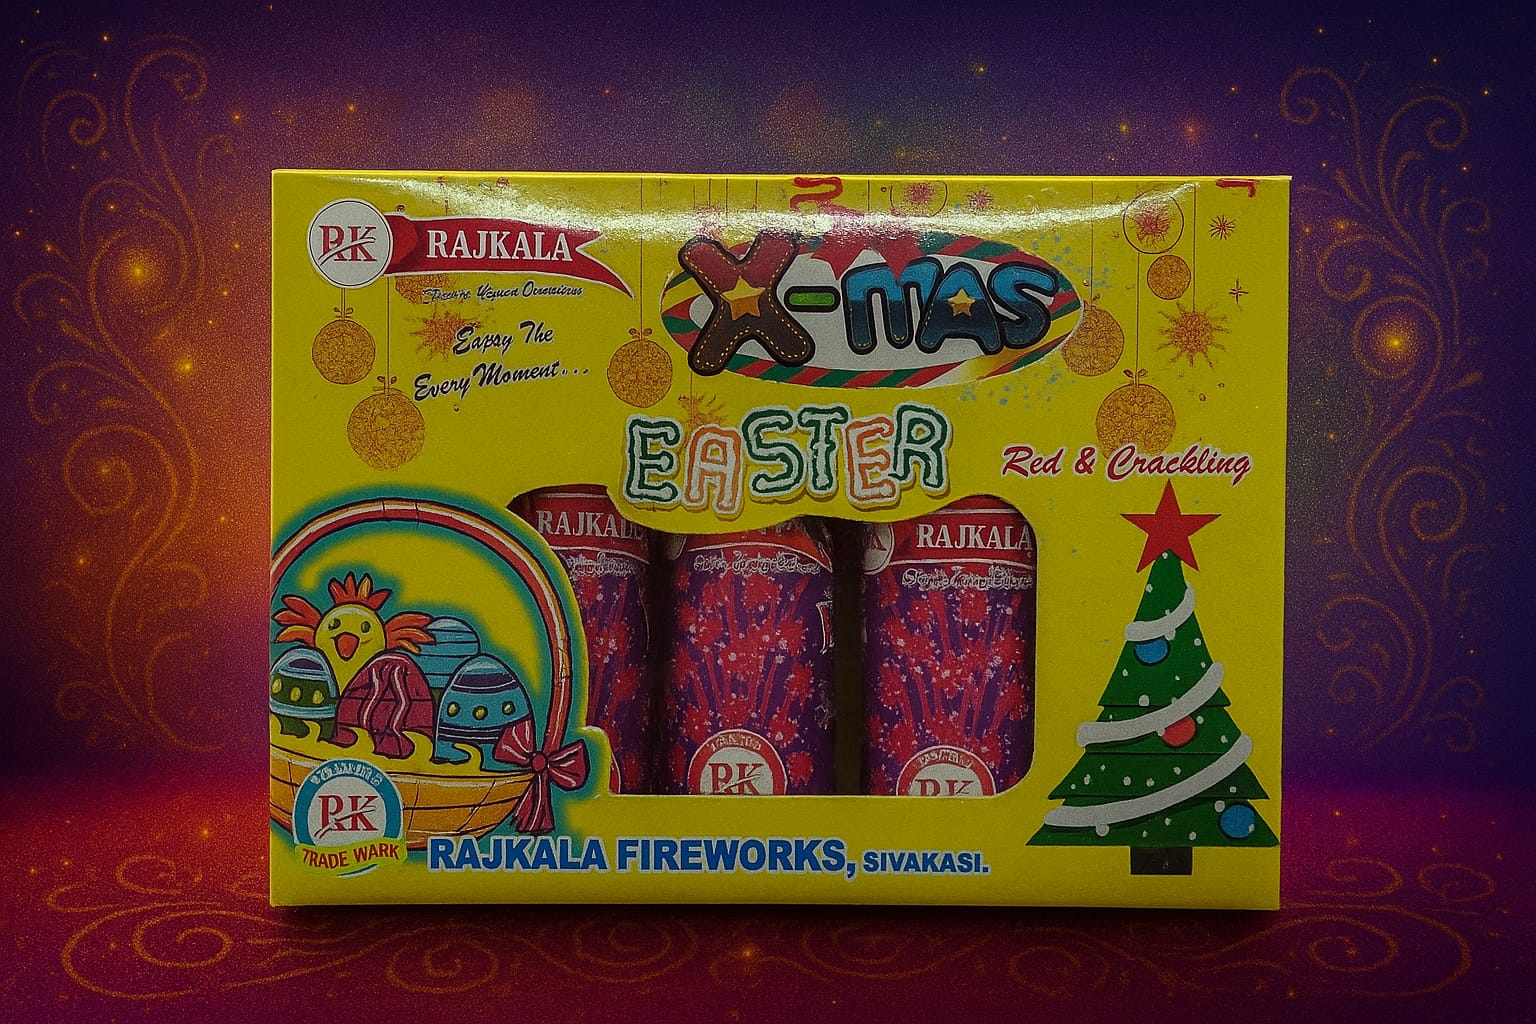 RK RAJKALA
Eapsy The
Every Moment...
X-MAS
EASTER
Red & Crackling
RAJKAL
RAJKALA
RK
RK
RK
TRADE WARK
RAJKALA FIREWORKS, SIVAKASI.